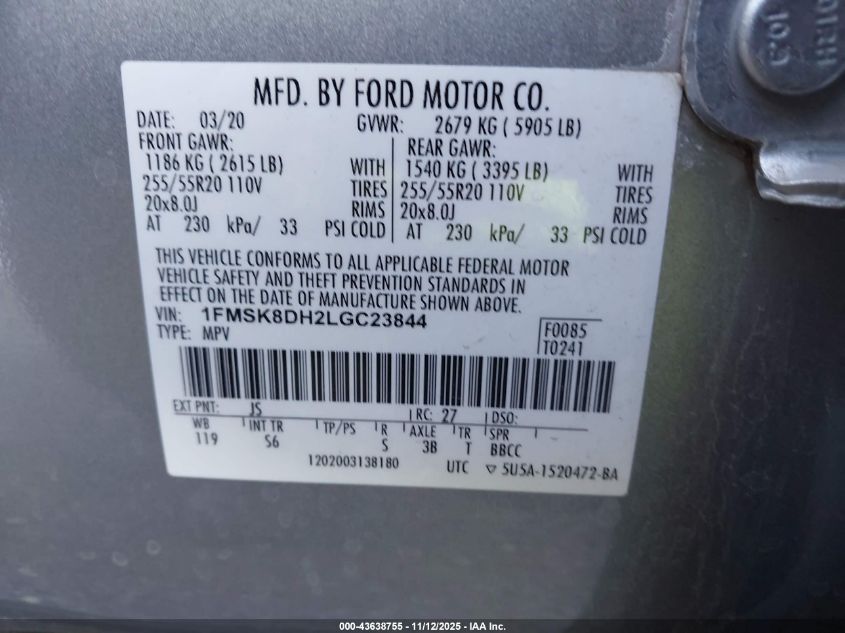 013H
10.9
MFD. BY FORD MOTOR CO.
DATE: 03/20 GVWR: 2679 KG ( 5905 LB)
FRONT GAWR: REAR GAWR:
1186 KG ( 2615 LB) WITH 1540 KG ( 3395 LB) WITH
255/55R20 110V TIRES 255/55R20 110V TIRES
20x8.0J RIMS 20x8.0J RIMS
AT 230 kPa/ 33 PSI COLD AT 230 kPa/ 33 PSI COLD
THIS VEHICLE CONFORMS TO ALL APPLICABLE FEDERAL MOTOR
VEHICLE SAFETY AND THEFT PREVENTION STANDARDS IN
EFFECT ON THE DATE OF MANUFACTURE SHOWN ABOVE.
VIN: 1FMSK8DH2LGC23844
TYPE: MPV
F0085
T0241
EXT PNT: JS RC: 27 DSO:
WB INT TR TP/PS R AXLE TR SPR
119 S6 S 3B T BBCC
1202003138180 UTC ▽ 5U5A-1520472-BA
000-43638755 - 11/12/2025 - IAA Inc.